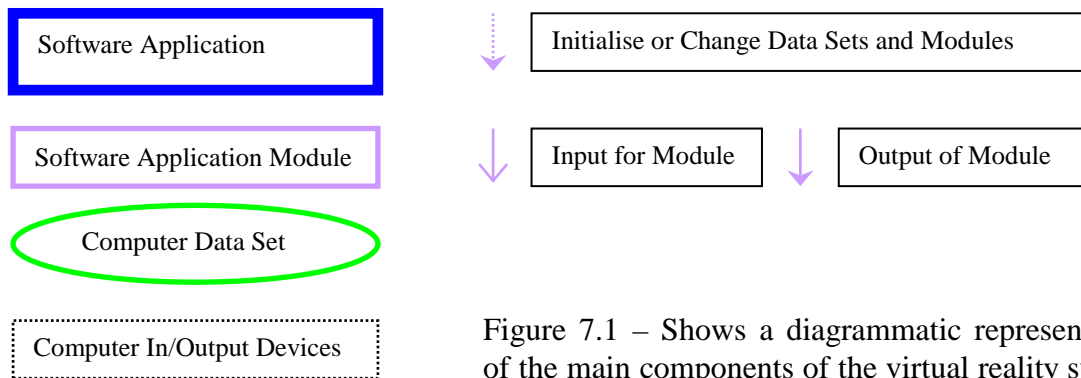 Software Application
Initialise or Change Data Sets and Modules
Software Application Module
Input for Module
Output of Module
Computer Data Set
Computer In/Output Devices
Figure 7.1 – Shows a diagrammatic
of the main components of the virtual reality